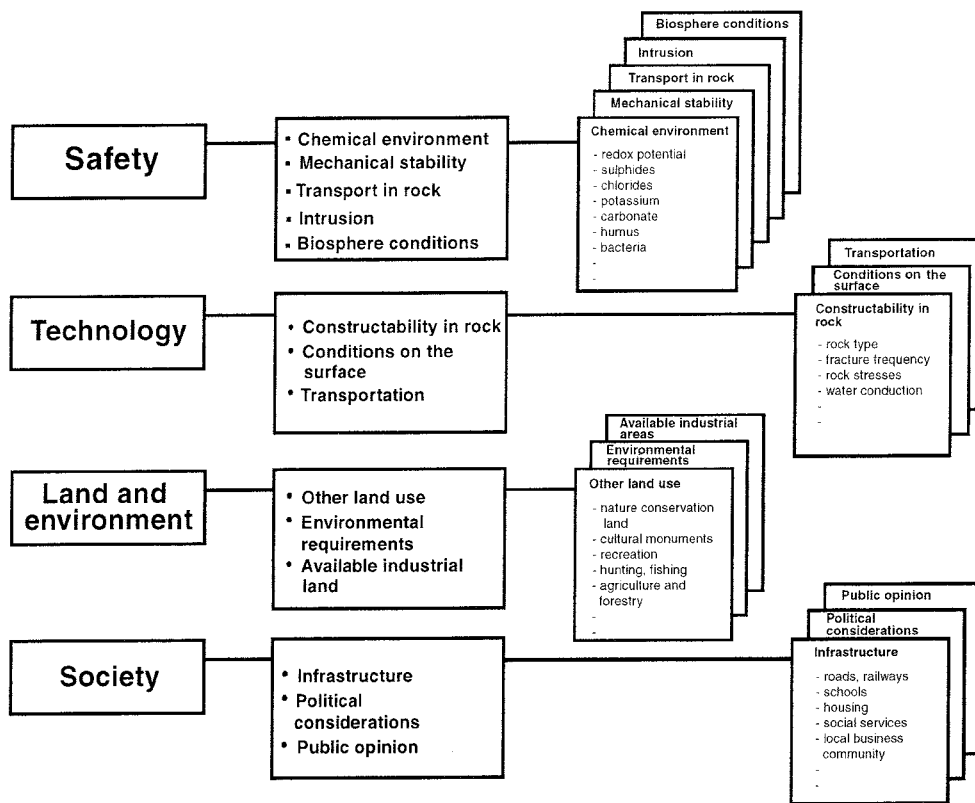 Safety
▪ Chemical environment
▪ Mechanical stability
▪ Transport in rock
▪ Intrusion
▪ Biosphere conditions
Biosphere conditions
Intrusion
Transport in rock
Mechanical stability
Chemical environment
- redox potential
- sulphides
- chlorides
- potassium
- carbonate
- humus
- bacteria
-
-
Technology
• Constructability in rock
• Conditions on the
surface
• Transportation
Transportation
Conditions on the
surface
Constructability in
rock
- rock type
- fracture frequency
- rock stresses
- water conduction
-
-
Land and
environment
• Other land use
• Environmental
requirements
• Available industrial
land
Available industrial
areas
Environmental
requirements
Other land use
- nature conservation
land
- cultural monuments
- recreation
- hunting, fishing
- agriculture and
forestry
-
-
Society
• Infrastructure
• Political
considerations
• Public opinion
Public opinion
Political
considerations
Infrastructure
- roads, railways
- schools
- housing
- social services
- local business
community
-
-